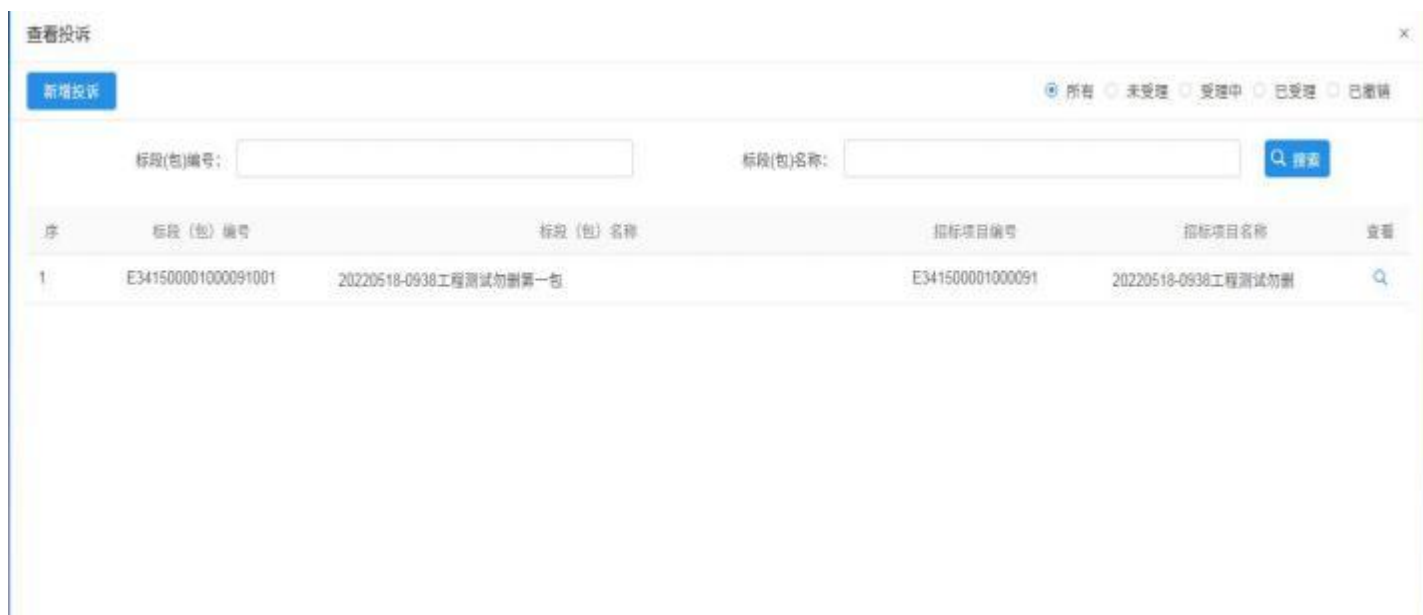 查看投诉 ×
新增投诉 所有 未受理 受理中 已受理 已撤销
标段(包)编号： 标段(包)名称： 搜索
序 标段（包）编号 标段（包）名称 招标项目编号 招标项目名称 查看
1 E341500001000091001 20220518-0938工程测试勿删第一包 E341500001000091 20220518-0938工程测试勿删